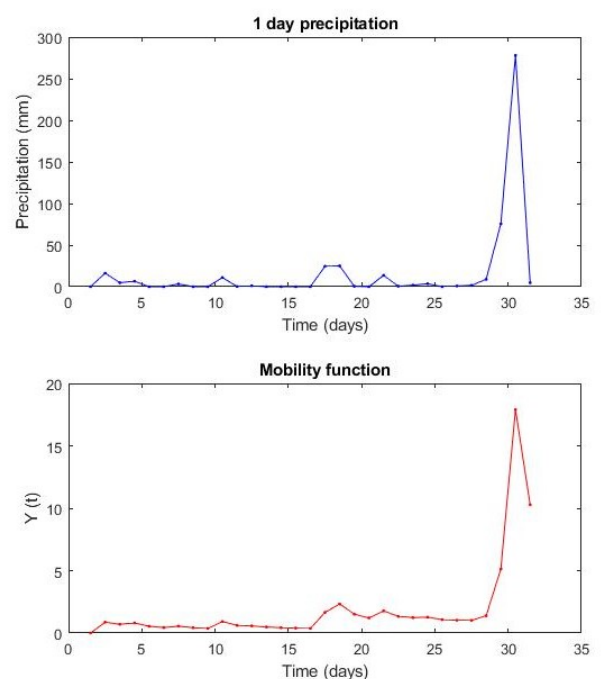 1 day precipitation
300
250
200
150
100
50
0
Precipitation (mm)
0 5 10 15 20 25 30 35
Time (days)
Mobility function
20
15
10
5
0
Y (t)
0 5 10 15 20 25 30 35
Time (days)